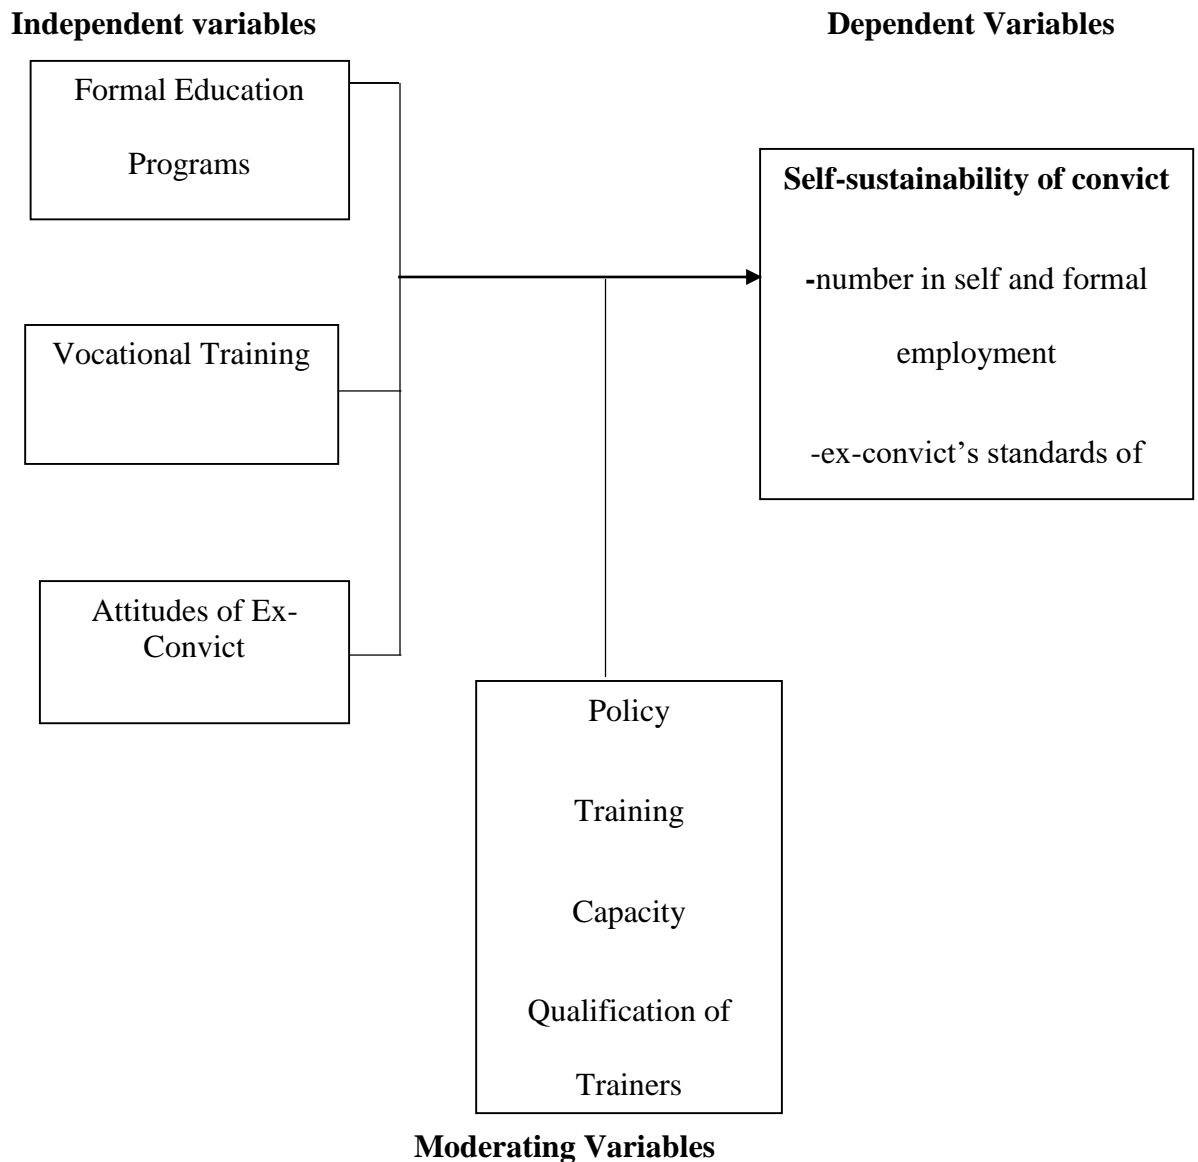 Independent variables
Dependent Variables
Formal Education
Programs
Vocational Training
Attitudes of Ex-
Convict
Self-sustainability of convict
-number in self and formal
employment
-ex-convict’s standards of
Policy
Training
Capacity
Qualification of
Trainers
Moderating Variables